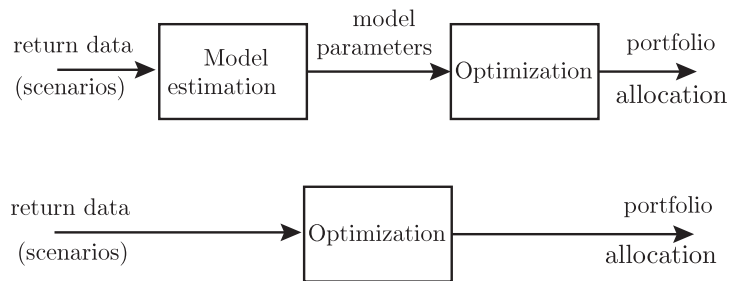 return data
(scenarios)
Model
estimation
model
parameters
Optimization
portfolio
allocation
return data
(scenarios)
Optimization
portfolio
allocation